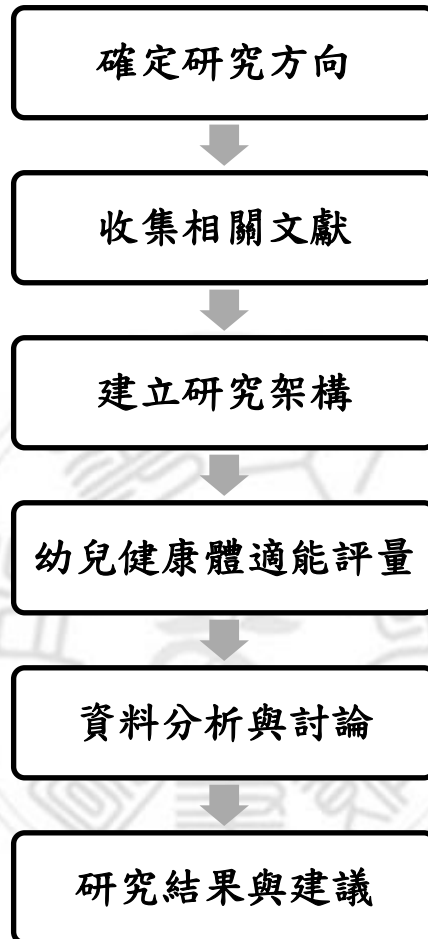 確定研究方向
收集相關文獻
建立研究架構
幼兒健康體適能評量
資料分析與討論
研究結果與建議